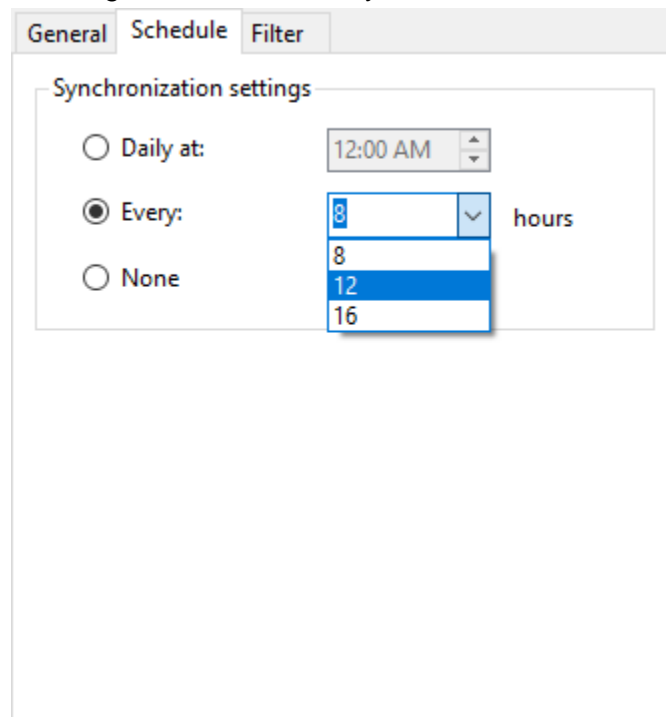 General Schedule Filter
Synchronization settings
Daily at: 12:00 AM
Every: 8 hours
8
None
12
16